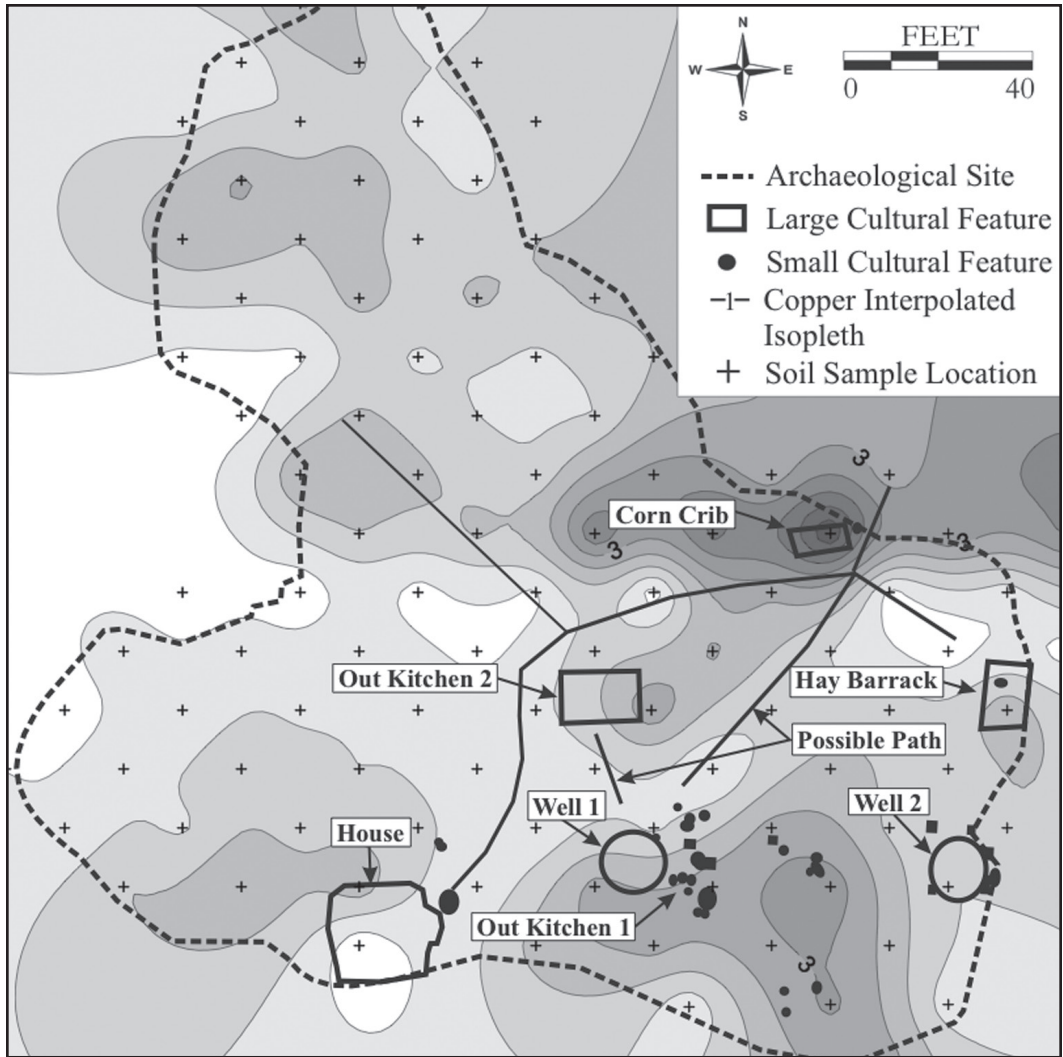 N
W E
S
FEET
0 40
Archaeological Site
Large Cultural Feature
Small Cultural Feature
–1– Copper Interpolated
Isopleth
Soil Sample Location
3
Corn Crib
3
3
Out Kitchen 2
Hay Barrack
Possible Path
Well 1
Well 2
House
Out Kitchen 1
3